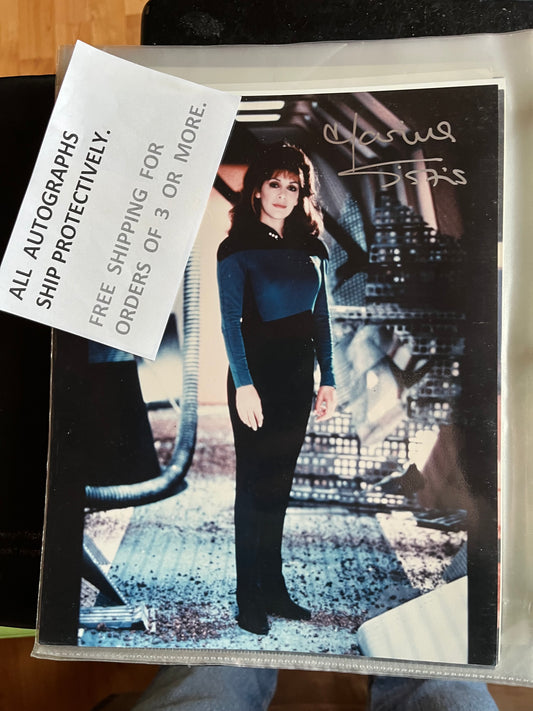 ALL AUTOGRAPHS
SHIP PROTECTIVELY.
FREE SHIPPING FOR
ORDERS OF 3 OR MORE.
Marina
Sirtis